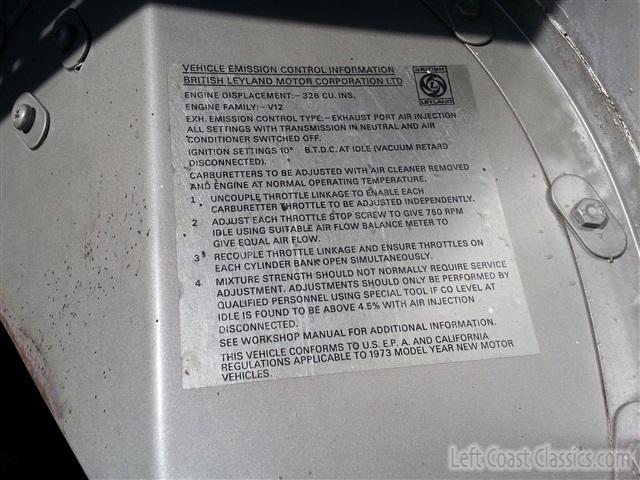 VEHICLE EMISSION CONTROL INFORMATION
BRITISH LEYLAND MOTOR CORPORATION LTD
BRITISH
L
LEYLAND
ENGINE DISPLACEMENT:-326 CU. INS.
ENGINE FAMILY:- V12
EXH. EMISSION CONTROL TYPE:-EXHAUST PORT AIR INJECTION
ALL SETTINGS WITH TRANSMISSION IN NEUTRAL AND AIR
CONDITIONER SWITCHED OFF.
IGNITION SETTINGS 10° B.T.D.C. AT IDLE (VACUUM RETARD
DISCONNECTED).
CARBURETTERS TO BE ADJUSTED WITH AIR CLEANER REMOVED
AND ENGINE AT NORMAL OPERATING TEMPERATURE.
1 UNCOUPLE THROTTLE LINKAGE TO ENABLE EACH
CARBURETTER THROTTLE TO BE ADJUSTED INDEPENDENTLY.
2 ADJUST EACH THROTTLE STOP SCREW TO GIVE 750 RPM
IDLE USING SUITABLE AIR FLOW BALANCE METER TO
GIVE EQUAL AIR FLOW.
3 RECOUPLE THROTTLE LINKAGE AND ENSURE THROTTLES ON
EACH CYLINDER BANK OPEN SIMULTANEOUSLY.
4 MIXTURE STRENGTH SHOULD NOT NORMALLY REQUIRE SERVICE
ADJUSTMENT. ADJUSTMENTS SHOULD ONLY BE PERFORMED BY
QUALIFIED PERSONNEL USING SPECIAL TOOL IF CO LEVEL AT
IDLE IS FOUND TO BE ABOVE 4.5% WITH AIR INJECTION
DISCONNECTED.
SEE WORKSHOP MANUAL FOR ADDITIONAL INFORMATION.
THIS VEHICLE CONFORMS TO U.S. E.P. A. AND CALIFORNIA
REGULATIONS APPLICABLE TO 1973 MODEL YEAR NEW MOTOR
VEHICLES.
Left Coast Classics.com